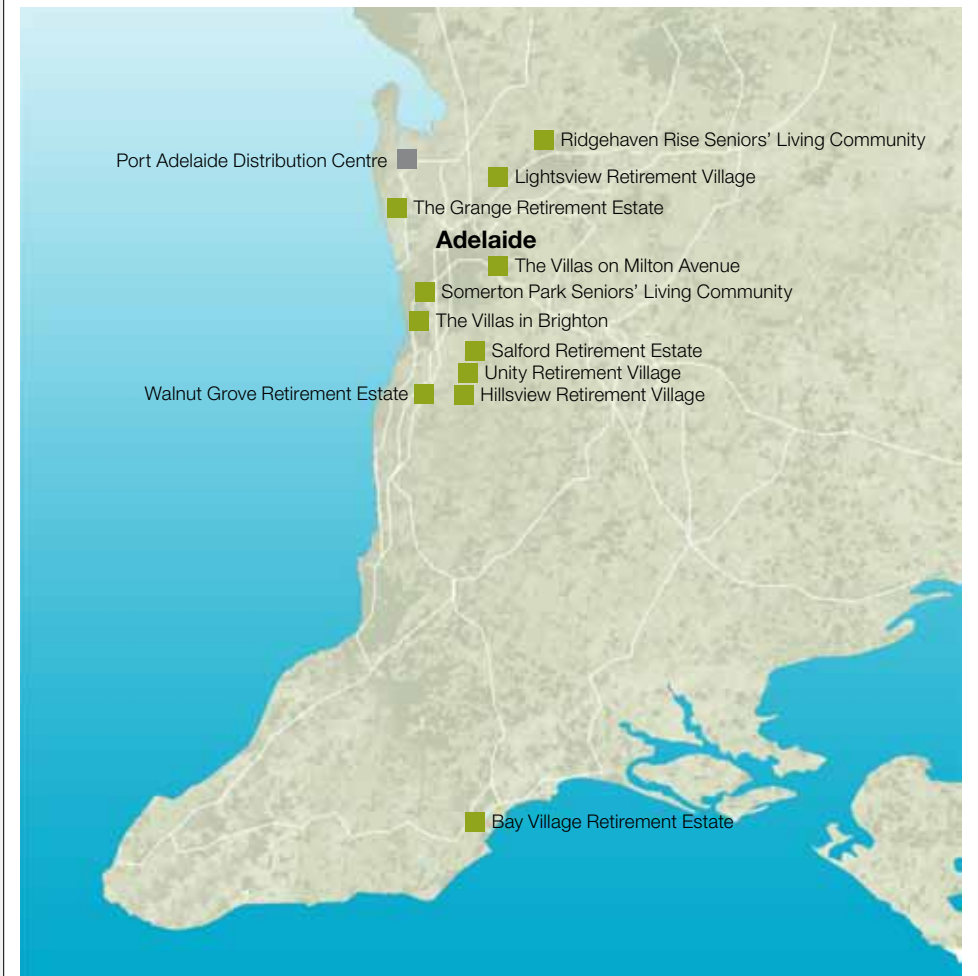 Ridgehaven Rise Seniors’ Living Community
Port Adelaide Distribution Centre
Lightsview Retirement Village
The Grange Retirement Estate
Adelaide
The Villas on Milton Avenue
Somerton Park Seniors’ Living Community
The Villas in Brighton
Salford Retirement Estate
Unity Retirement Village
Walnut Grove Retirement Estate
Hillsview Retirement Village
Bay Village Retirement Estate